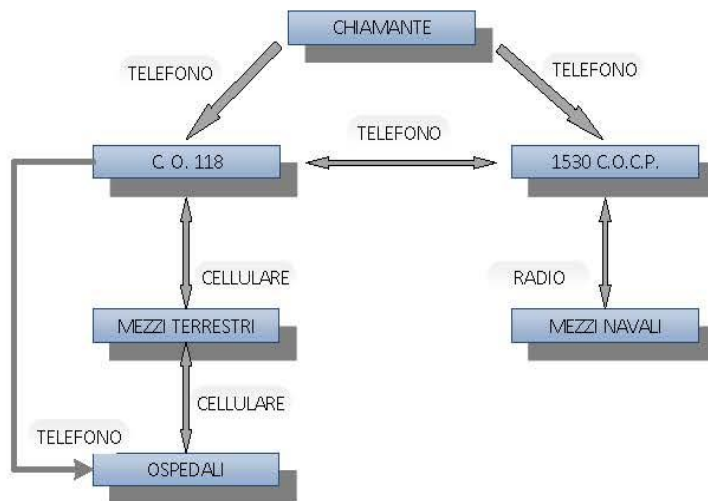 CHIAMANTE
TELEFONO
TELEFONO
TELEFONO
C. O. 118
1530 C.O.C.P.
CELLULARE
RADIO
MEZZI TERRESTRI
MEZZI NAVALI
CELLULARE
TELEFONO
OSPEDALI